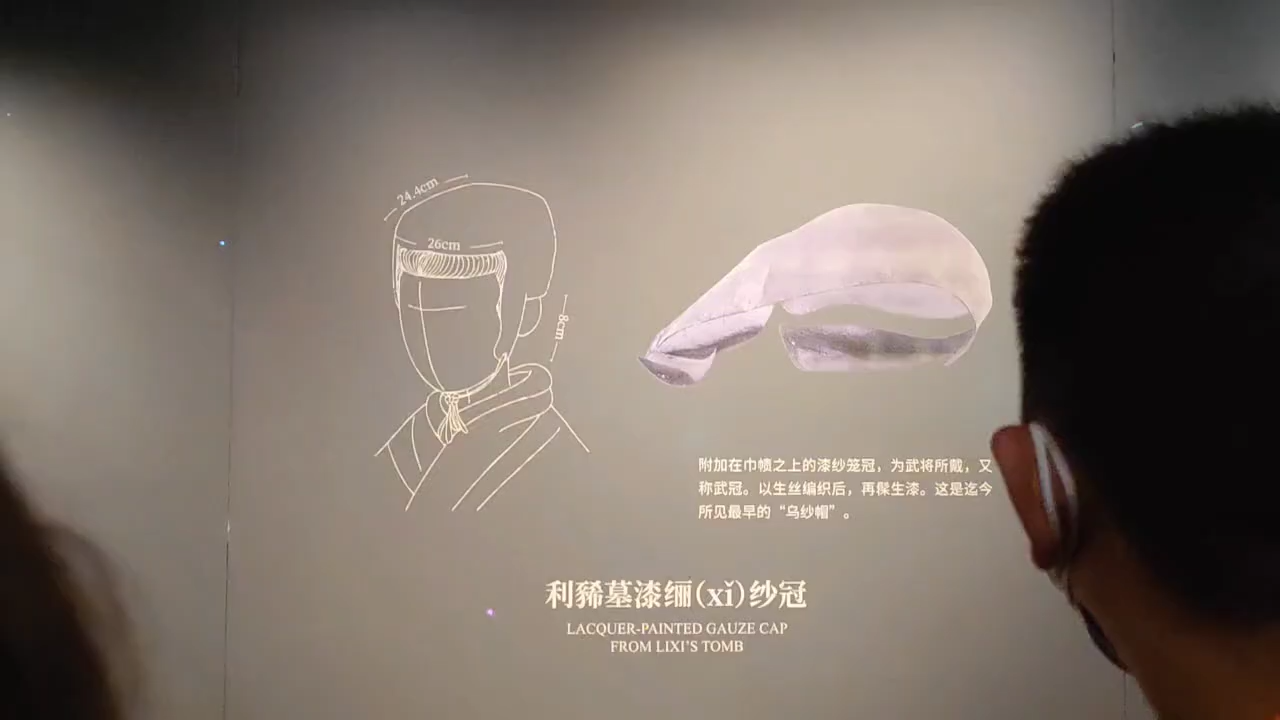 24.4cm
26cm
8cm
附加在巾帻之上的漆纱笼冠，为武将所戴，又
称武冠。以生丝编织后，再髹生漆。这是迄今
所见最早的“乌纱帽”。
利豨墓漆缅(xǐ)纱冠
LACQUER-PAINTED GAUZE CAP
FROM LIXI'S TOMB